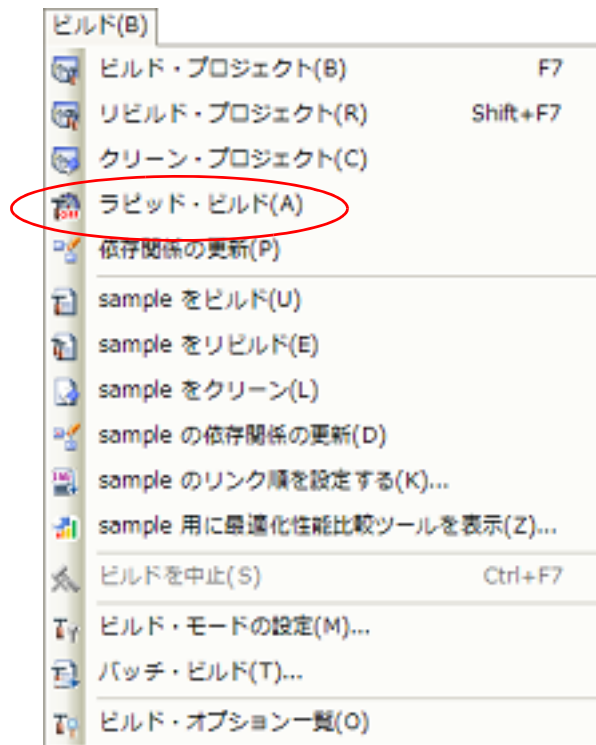 ビルド(B)
ビルド・プロジェクト(B) F7
リビルド・プロジェクト(R) Shift+F7
クリーン・プロジェクト(C)
ラピッド・ビルド(A)
依存関係の更新(P)
sample をビルド(U)
sample をリビルド(E)
sample をクリーン(L)
sample の依存関係の更新(D)
sample のリンク順を設定する(K)...
sample 用に最適化性能比較ツールを表示(Z)...
ビルドを中止(S) Ctrl+F7
ビルド・モードの設定(M)...
バッチ・ビルド(T)...
ビルド・オプション一覧(O)